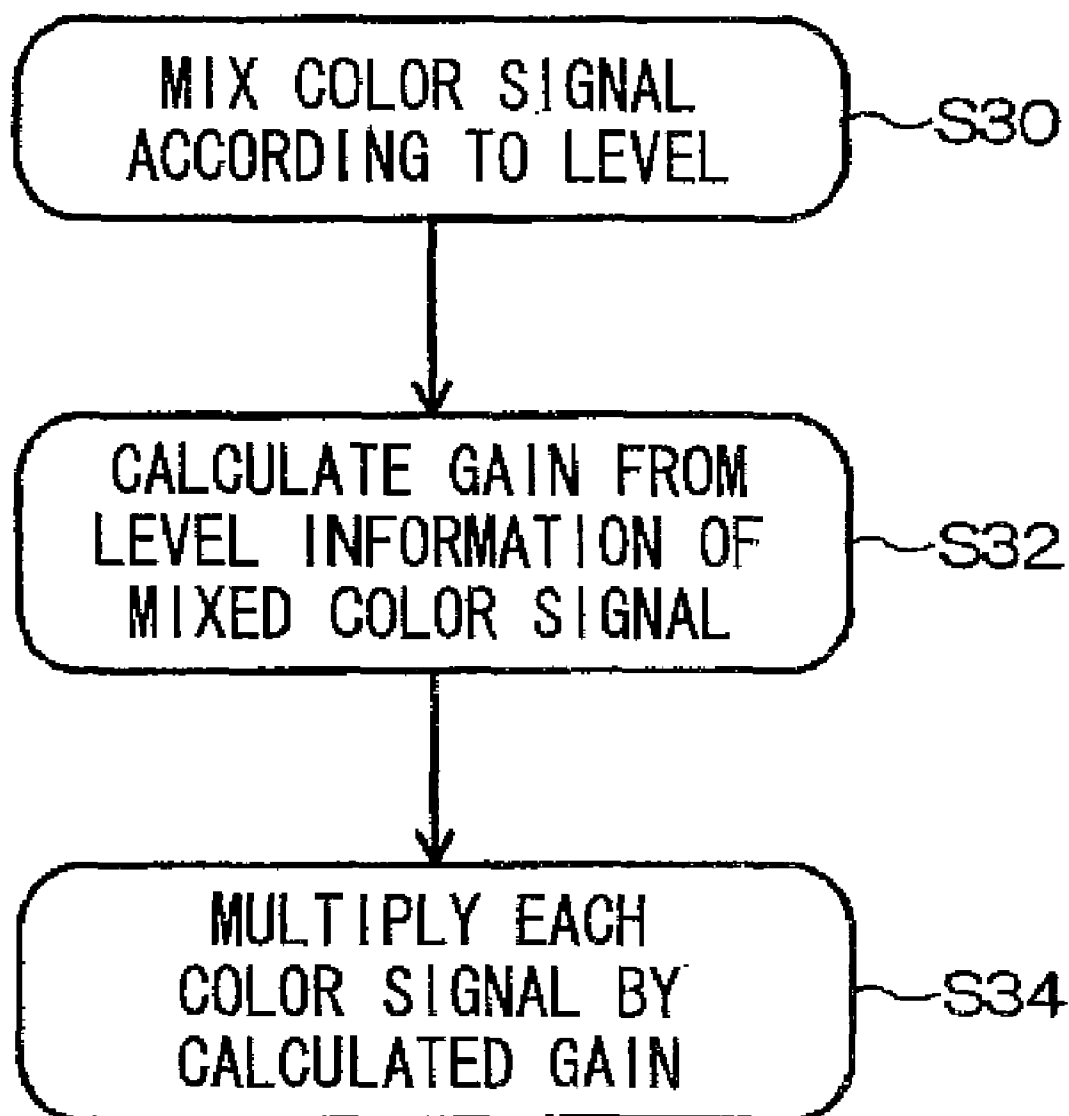 MIX COLOR SIGNAL
ACCORDING TO LEVEL
S30
CALCULATE GAIN FROM
LEVEL INFORMATION OF
MIXED COLOR SIGNAL
S32
MULTIPLY EACH
COLOR SIGNAL BY
CALCULATED GAIN
S34